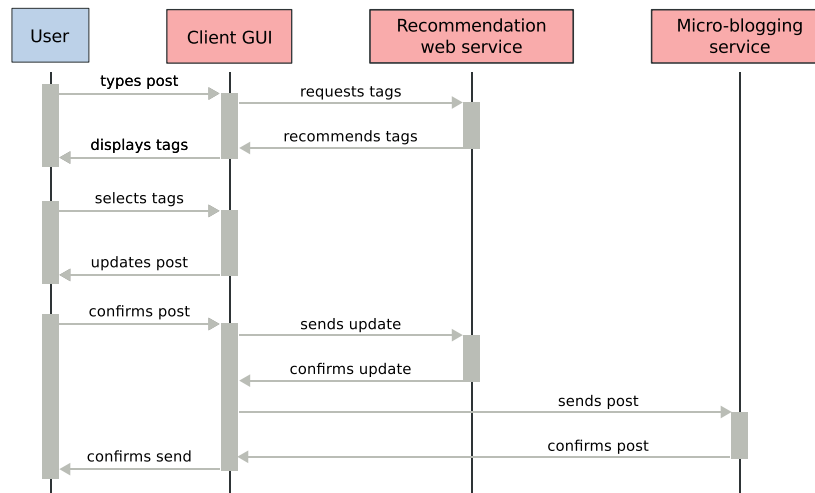 User
Client GUI
Recommendation
web service
Micro-blogging
service
types post
requests tags
recommends tags
displays tags
selects tags
updates post
confirms post
sends update
confirms update
sends post
confirms post
confirms send